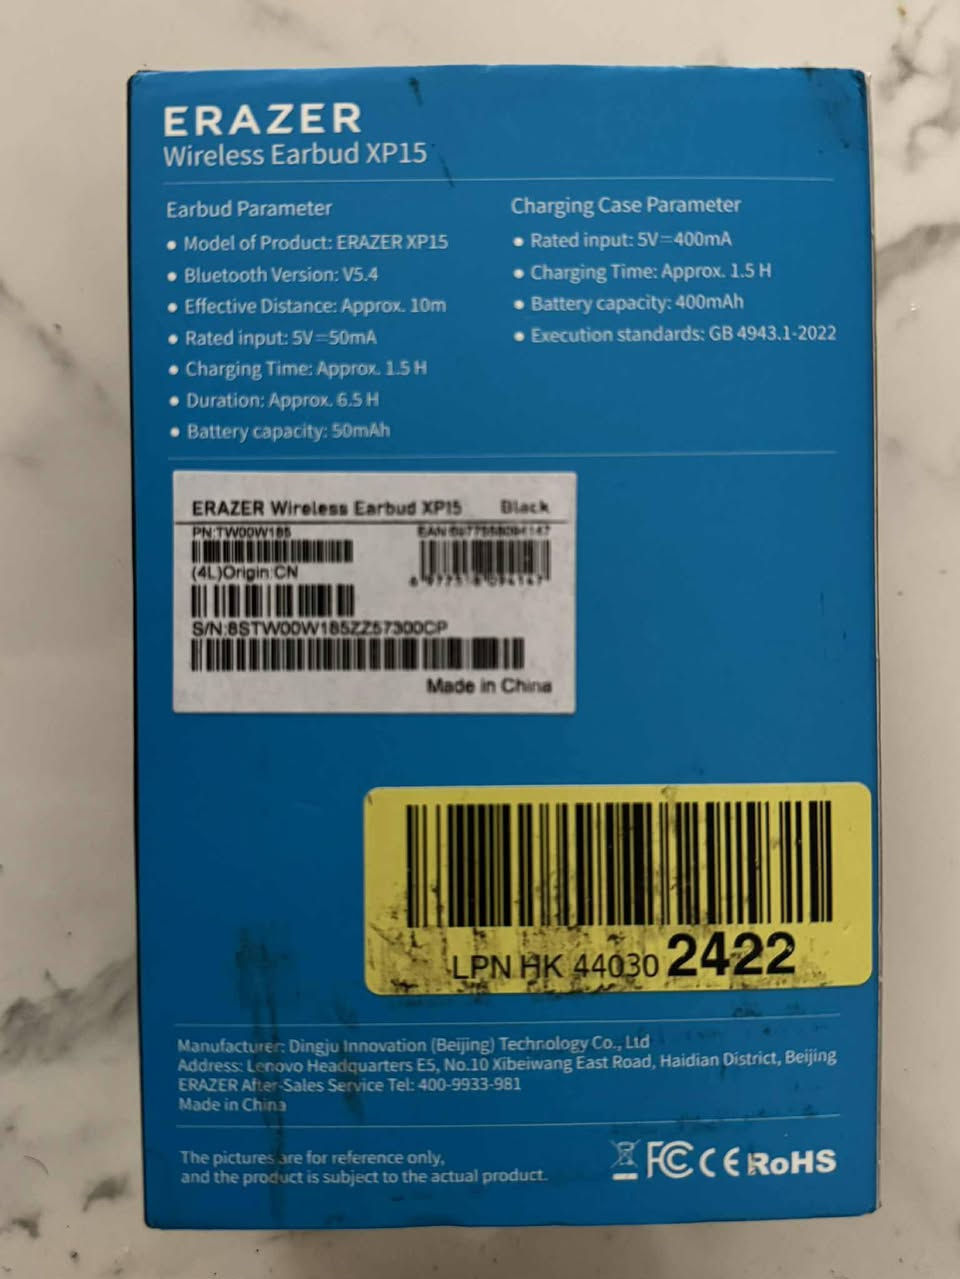 ERAZER
Wireless Earbud XP15
Earbud Parameter
• Model of Product: ERAZER XP15
• Bluetooth Version: V5.4
• Effective Distance: Approx. 10m
• Rated input: 5V⎓50mA
• Charging Time: Approx. 1.5 H
• Duration: Approx. 6.5 H
• Battery capacity: 50mAh
Charging Case Parameter
• Rated input: 5V⎓400mA
• Charging Time: Approx. 1.5 H
• Battery capacity: 400mAh
• Execution standards: GB 4943.1-2022
ERAZER Wireless Earbud XP15 Black
PN:TW00W185
(4L)Origin:CN
S/N:8STW00W185ZZ57300CP
Made in China
LPN HK 44030 2422
Manufacturer: Dingju Innovation (Beijing) Technology Co., Ltd
Address: Lenovo Headquarters E5, No.10 Xibeiwang East Road, Haidian District, Beijing
ERAZER After-Sales Service Tel: 400-9933-981
Made in China
The pictures are for reference only,
and the product is subject to the actual product.
FC CE RoHS